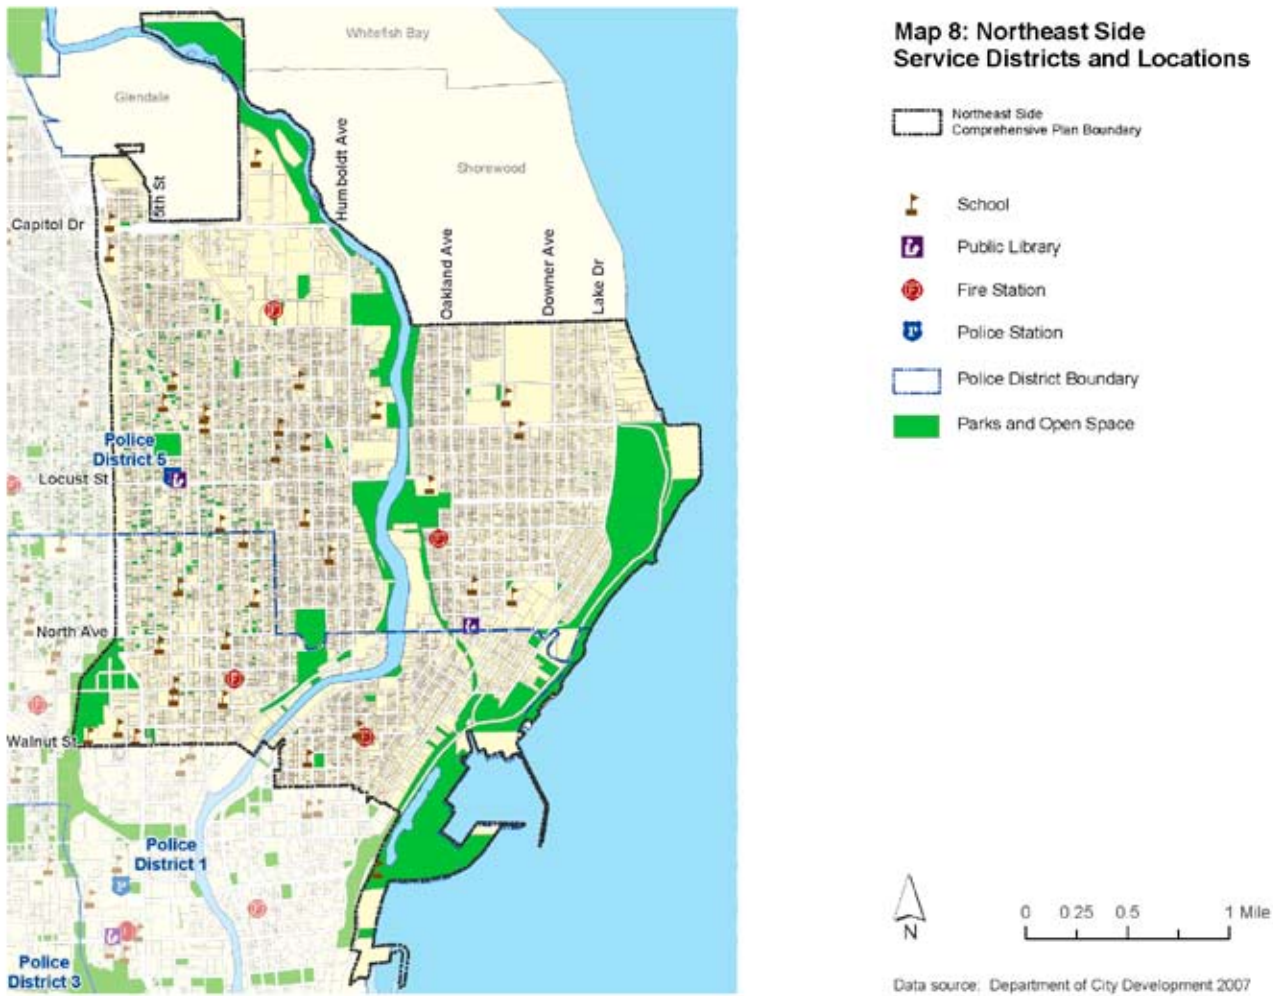 Map 8: Northeast Side
Service Districts and Locations
Northeast Side
Comprehensive Plan Boundary
School
Public Library
Fire Station
Police Station
Police District Boundary
Parks and Open Space
Whitefish Bay
Glendale
Shorewood
Humboldt Ave
5th St
Capitol Dr
Oakland Ave
Downer Ave
Lake Dr
Police
District 5
Locust St
North Ave
Walnut St
Police
District 1
Police
District 3
N
0 0.25 0.5 1 Mile
Data source: Department of City Development 2007